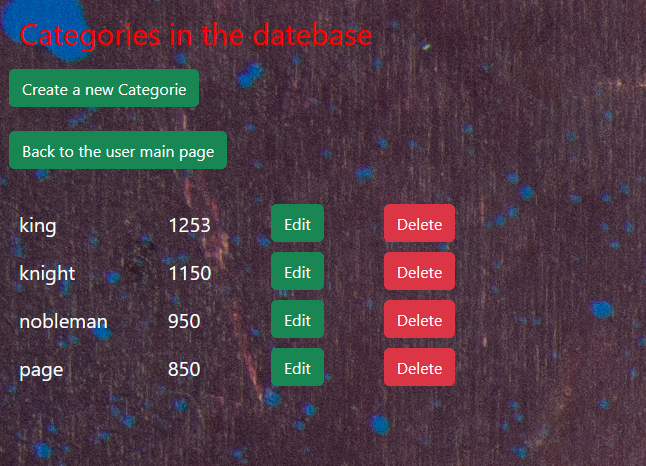 Categories in the datebase
Create a new Categorie
Back to the user main page
king 1253 Edit Delete
knight 1150 Edit Delete
nobleman 950 Edit Delete
page 850 Edit Delete